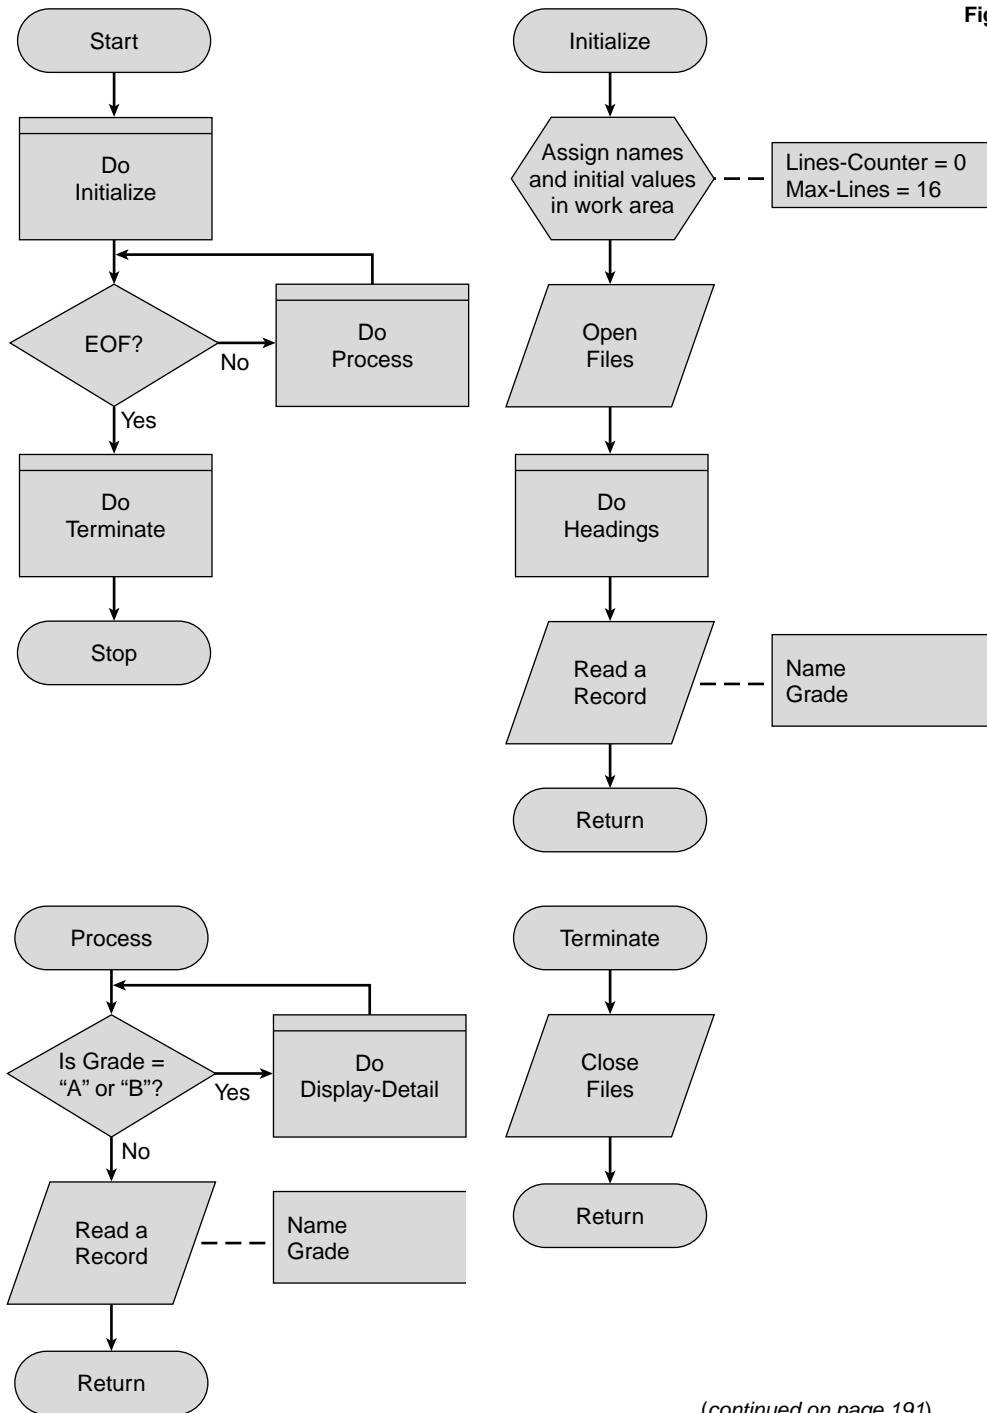 Fig
Start
Do
Initialize
EOF?
No
Do
Process
Yes
Do
Terminate
Stop
Initialize
Assign names
and initial values
in work area
Lines-Counter = 0
Max-Lines = 16
Open
Files
Do
Headings
Read a
Record
Name
Grade
Return
Process
Is Grade =
“A” or “B”?
Yes
Do
Display-Detail
No
Read a
Record
Name
Grade
Return
Terminate
Close
Files
Return
(continued on page 191)